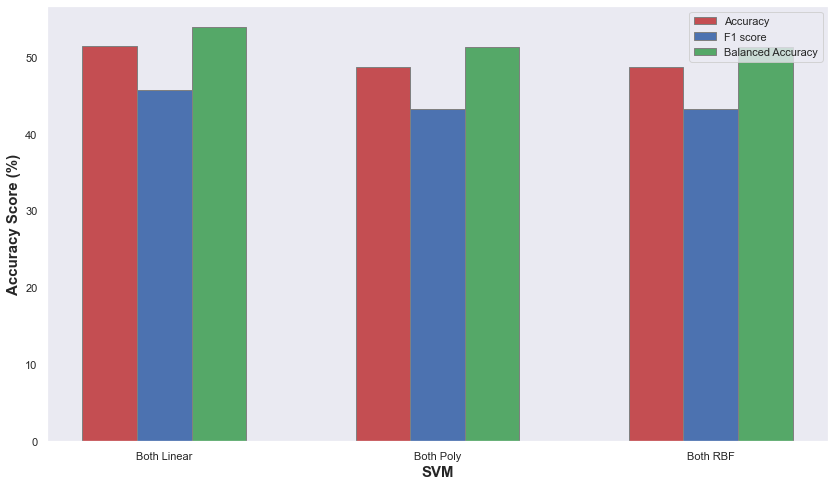 Accuracy
F1 score
Balanced Accuracy
Accuracy Score (%)
50
40
30
20
10
0
Both Linear
Both Poly
Both RBF
SVM